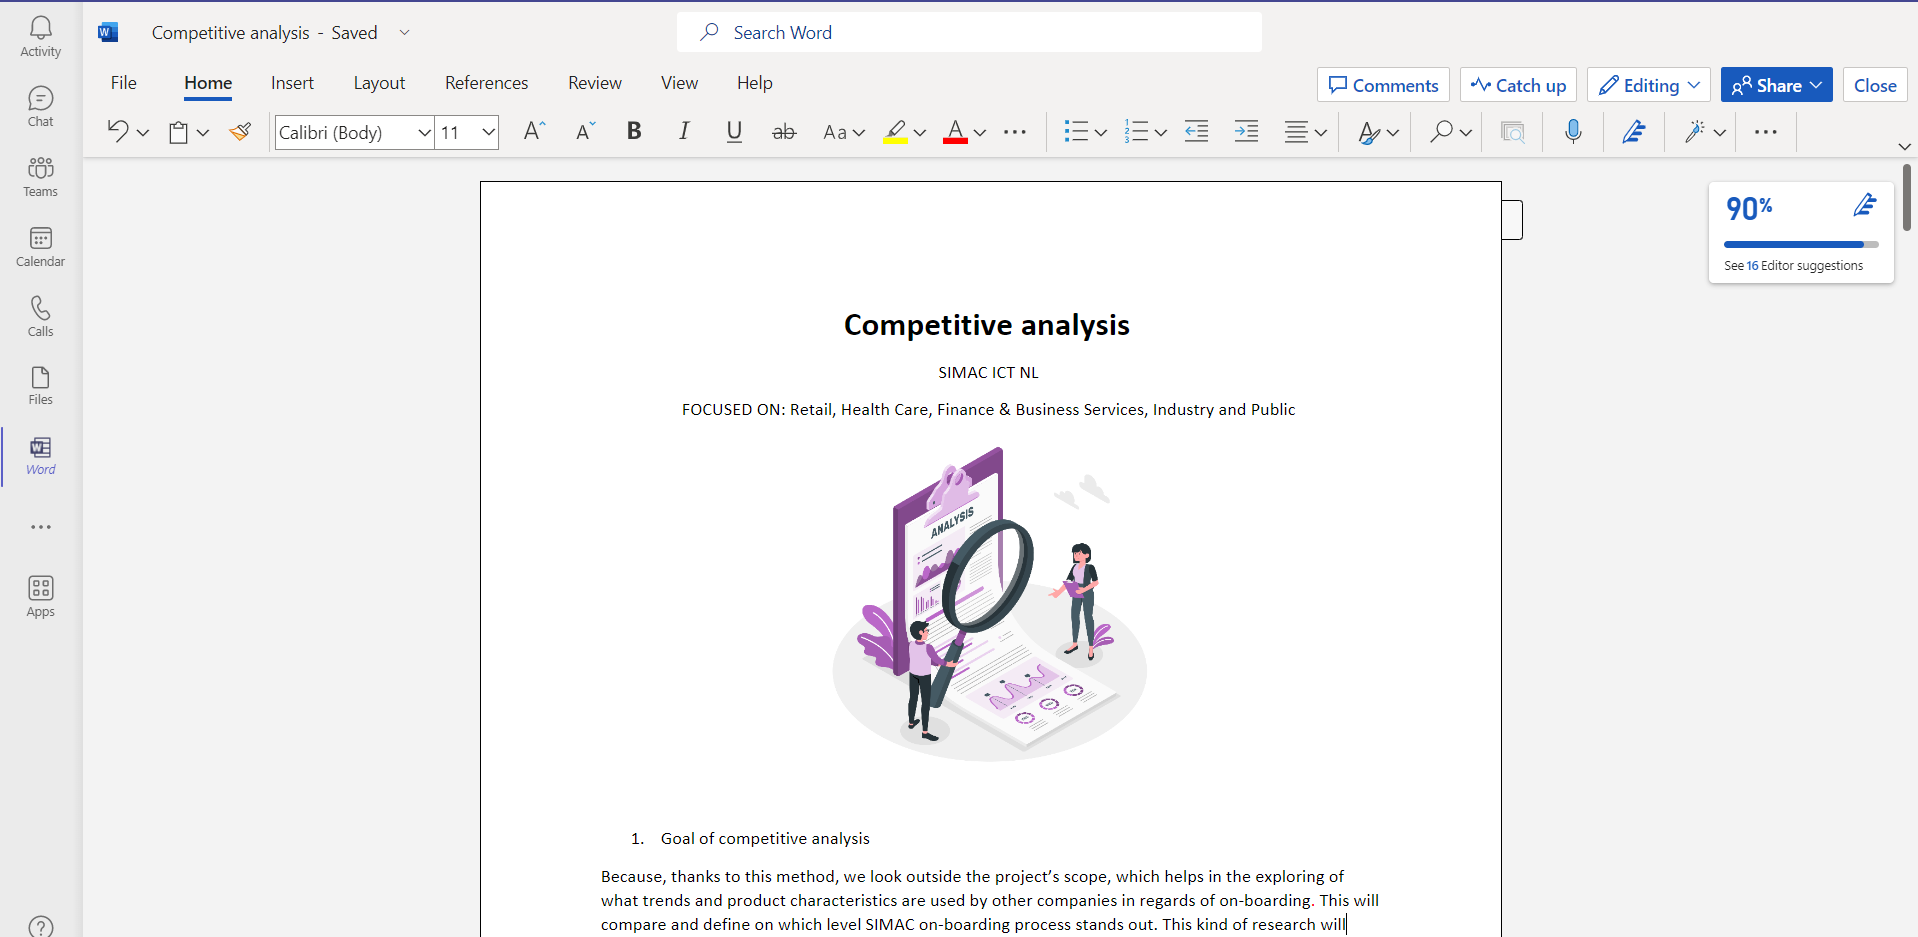 Activity
Chat
Teams
Calendar
Calls
Files
Word
Apps
Competitive analysis - Saved
Search Word
File Home Insert Layout References Review View Help
Comments Catch up Editing Share Close
Calibri (Body) 11
90%
See 16 Editor suggestions
Competitive analysis
SIMAC ICT NL
FOCUSED ON: Retail, Health Care, Finance & Business Services, Industry and Public
ANALYSIS
1. Goal of competitive analysis
Because, thanks to this method, we look outside the project’s scope, which helps in the exploring of
what trends and product characteristics are used by other companies in regards of on-boarding. This will
compare and define on which level SIMAC on-boarding process stands out. This kind of research will